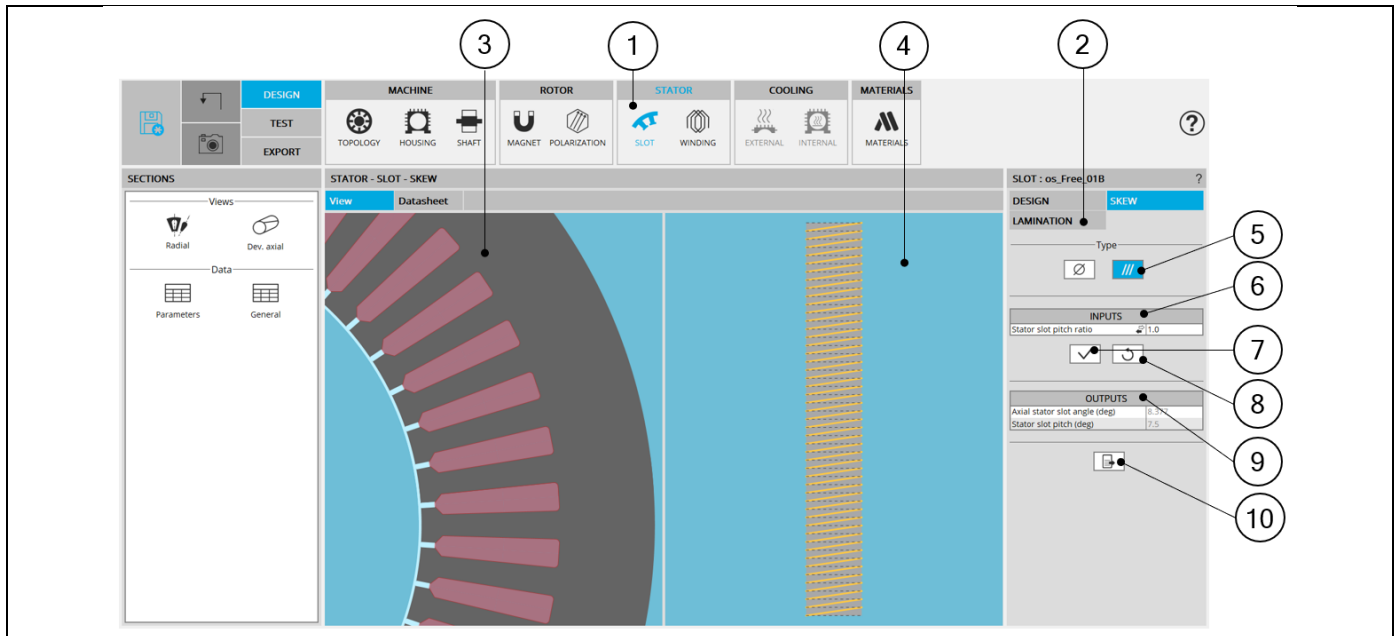 3
1
4
2
DESIGN
TEST
EXPORT
MACHINE
TOPOLOGY
HOUSING
SHAFT
ROTOR
MAGNET
POLARIZATION
STATOR
SLOT
WINDING
COOLING
EXTERNAL
INTERNAL
MATERIALS
MATERIALS
?
SECTIONS
Views
Radial
Dev. axial
Data
Parameters
General
STATOR - SLOT - SKEW
View
Datasheet
SLOT : os_Free_01B
?
DESIGN
SKEW
LAMINATION
Type
5
6
INPUTS
Stator slot pitch ratio 1.0
7
8
OUTPUTS
Axial stator slot angle (deg) 8.377
Stator slot pitch (deg) 7.5
9
10